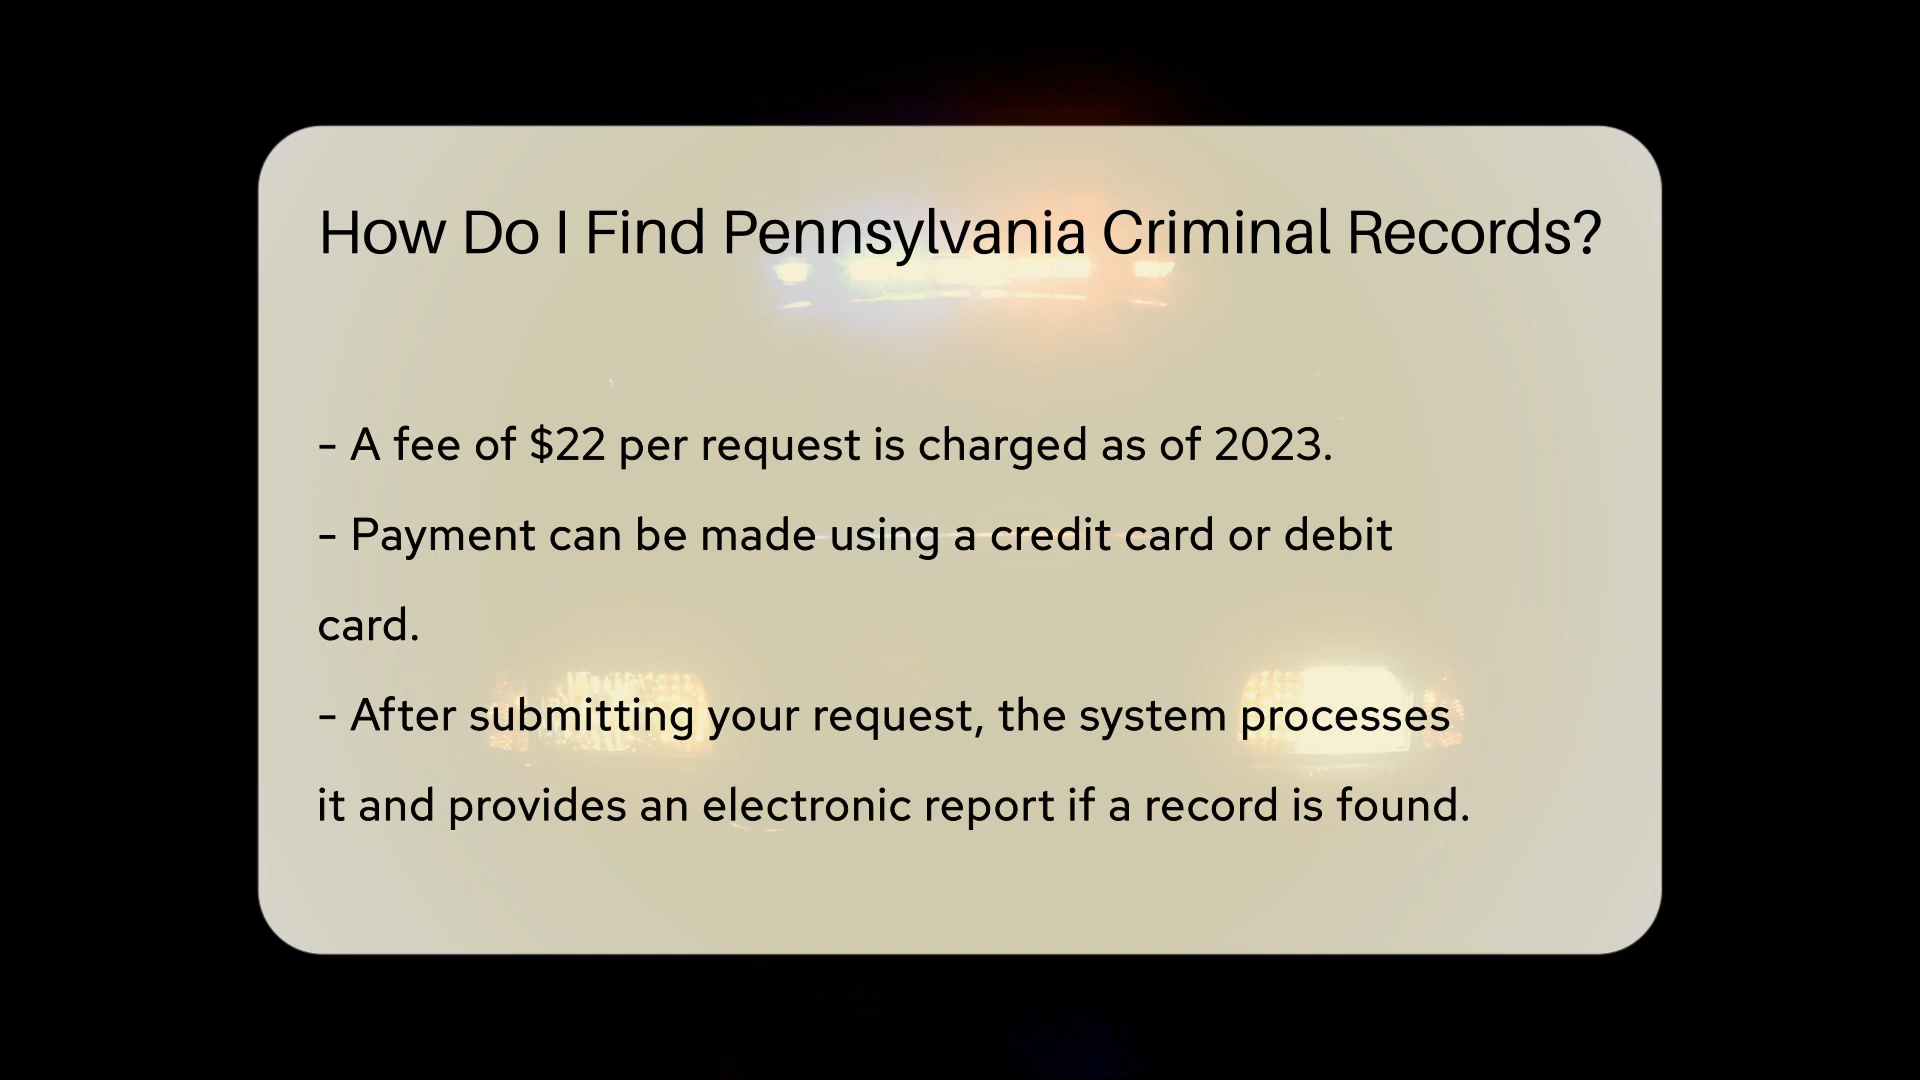 How Do I Find Pennsylvania Criminal Records?
- A fee of $22 per request is charged as of 2023.
- Payment can be made using a credit card or debit
card.
- After submitting your request, the system processes
it and provides an electronic report if a record is found.